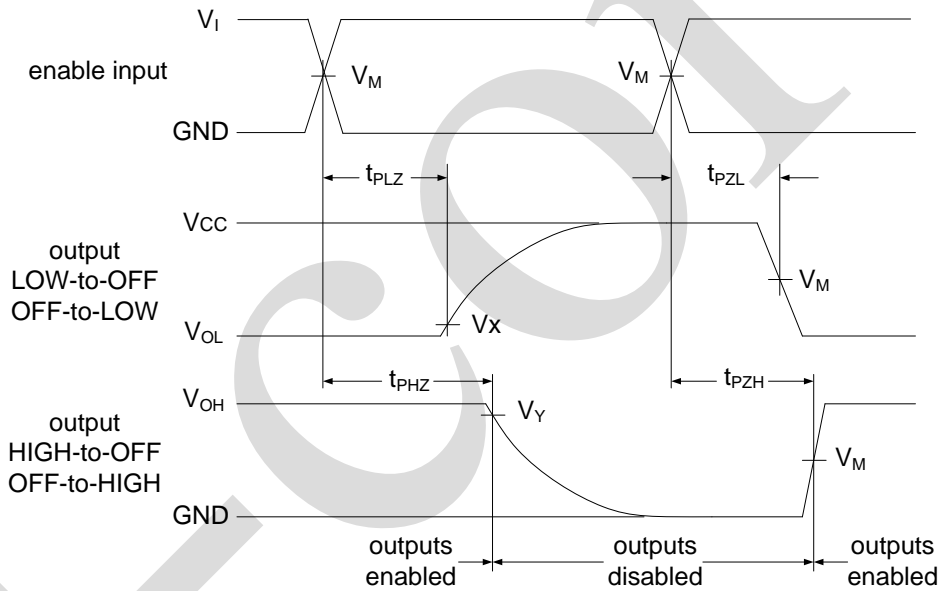 VI
enable input
VM
VM
GND
tPLZ
tPZL
VCC
output
LOW-to-OFF
OFF-to-LOW
VM
VOL
Vx
tPHZ
tPZH
VOH
VY
output
HIGH-to-OFF
OFF-to-HIGH
VM
GND
outputs
enabled
outputs
disabled
outputs
enabled